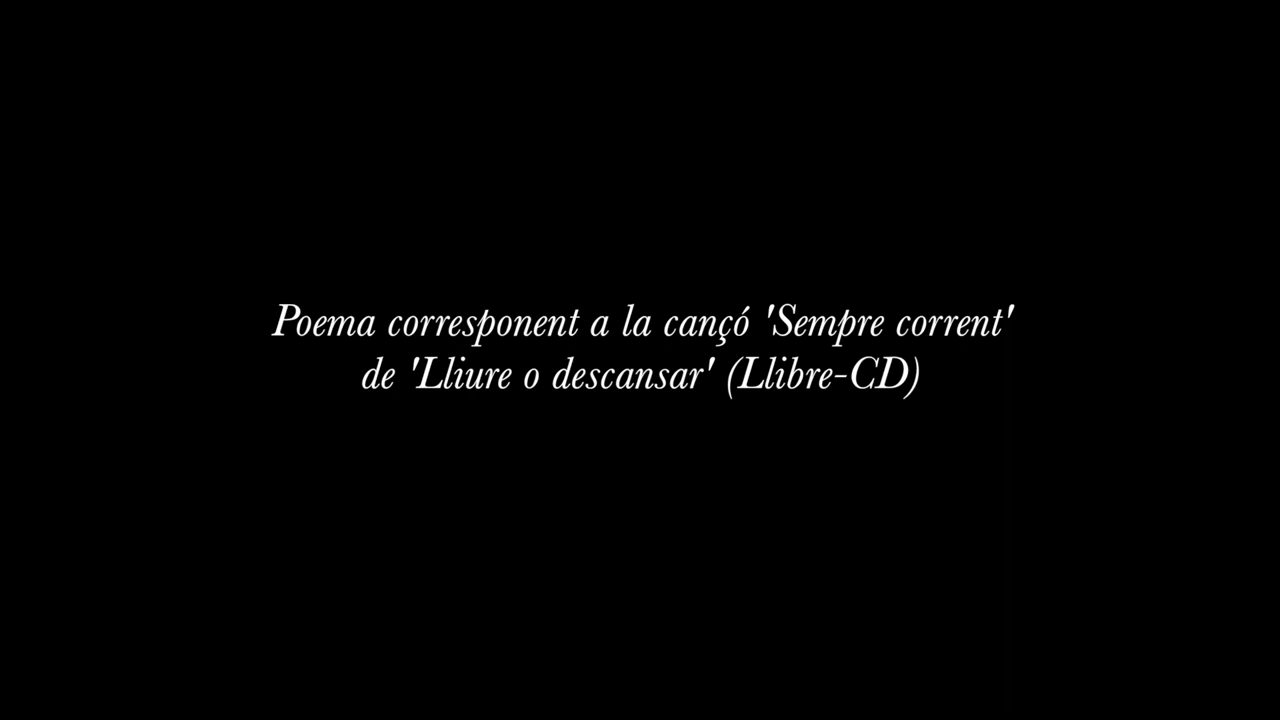 Poema corresponent a la cançó 'Sempre corrent'
de 'Lliure o descansar' (Llibre-CD)